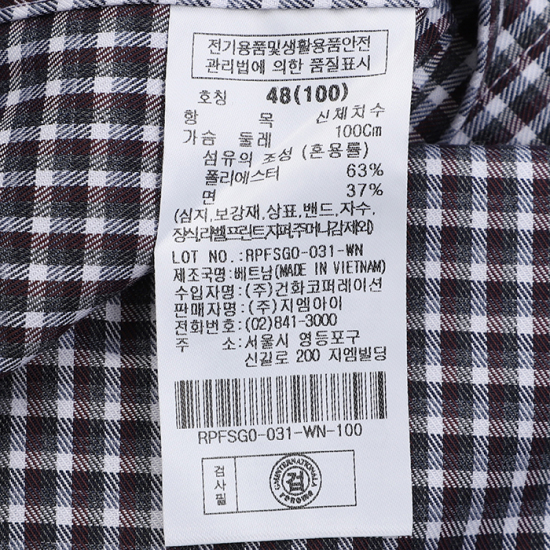 전기용품및생활용품안전
관리법에 의한 품질표시
호칭 48(100)
항 목 신체치수
가슴 둘레 100Cm
섬유의 조성 (혼용률)
폴리에스터 63%
면 37%
(심지,보강재,상표,밴드,자수,
장식,라벨,프린트,지퍼,주머니감제외)
LOT NO.:RPFSG0-031-WN
제조국명:베트남(MADE IN VIETNAM)
수입자명:(주)건화코퍼레이션
판매자명:(주)지엠아이
전화번호:(02)841-3000
주 소:서울시 영등포구
신길로 200 지엠빌딩
RPFSG0-031-WN-100
검사필
검